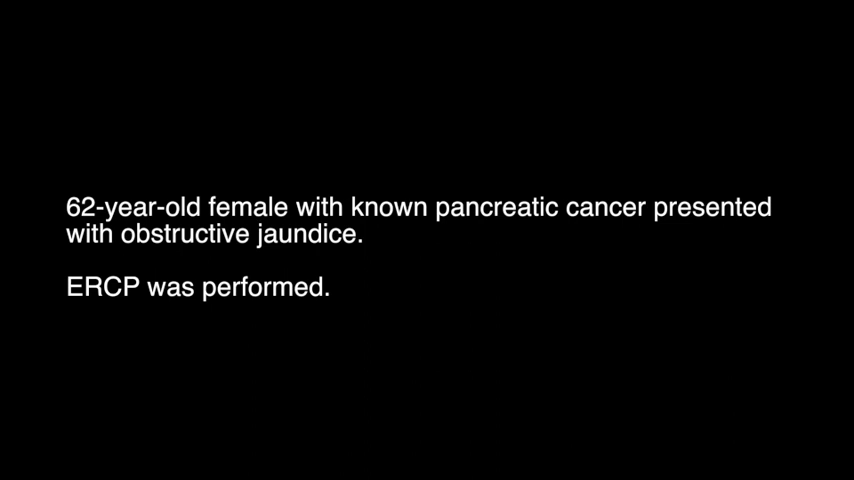 62-year-old female with known pancreatic cancer presented
with obstructive jaundice.
ERCP was performed.